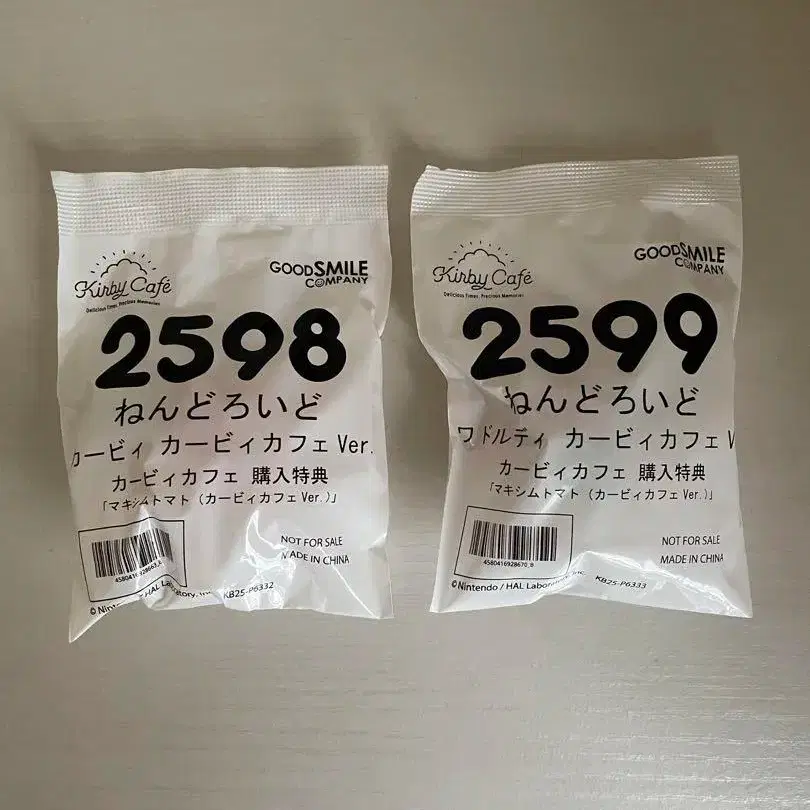 Kirby Café
Delicious Times, Precious Memories
GOODSMILE
COMPANY
2598
ねんどろいど
カービィ カービィカフェ Ver.
カービィカフェ 購入特典
「マキシムトマト（カービィカフェ Ver.）」
NOT FOR SALE
MADE IN CHINA
©Nintendo / HAL Laboratory, Inc.
KB25-P6332
Kirby Café
Delicious Times, Precious Memories
GOODSMILE
COMPANY
2599
ねんどろいど
ワドルディ カービィカフェ V
カービィカフェ 購入特典
「マキシムトマト（カービィカフェ Ver.）」
4580416928670_B
NOT FOR SALE
MADE IN CHINA
©Nintendo / HAL Laboratory, Inc.
KB25-P6333